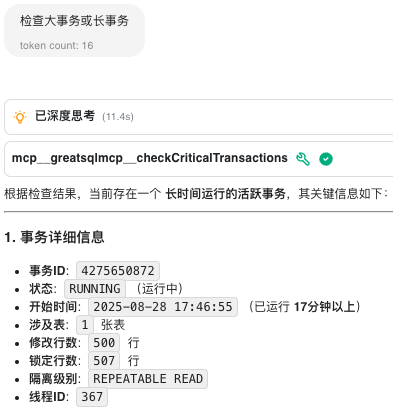 检查大事务或长事务
token count: 16
已深度思考 (11.4s)
mcp__greatsqlmcp__checkCriticalTransactions
根据检查结果，当前存在一个 长时间运行的活跃事务，其关键信息如下：
1. 事务详细信息
• 事务ID： 4275650872
• 状态： RUNNING （运行中）
• 开始时间： 2025-08-28 17:46:55 （已运行 17分钟以上）
• 涉及表： 1 张表
• 修改行数： 500 行
• 锁定行数： 507 行
• 隔离级别： REPEATABLE READ
• 线程ID： 367